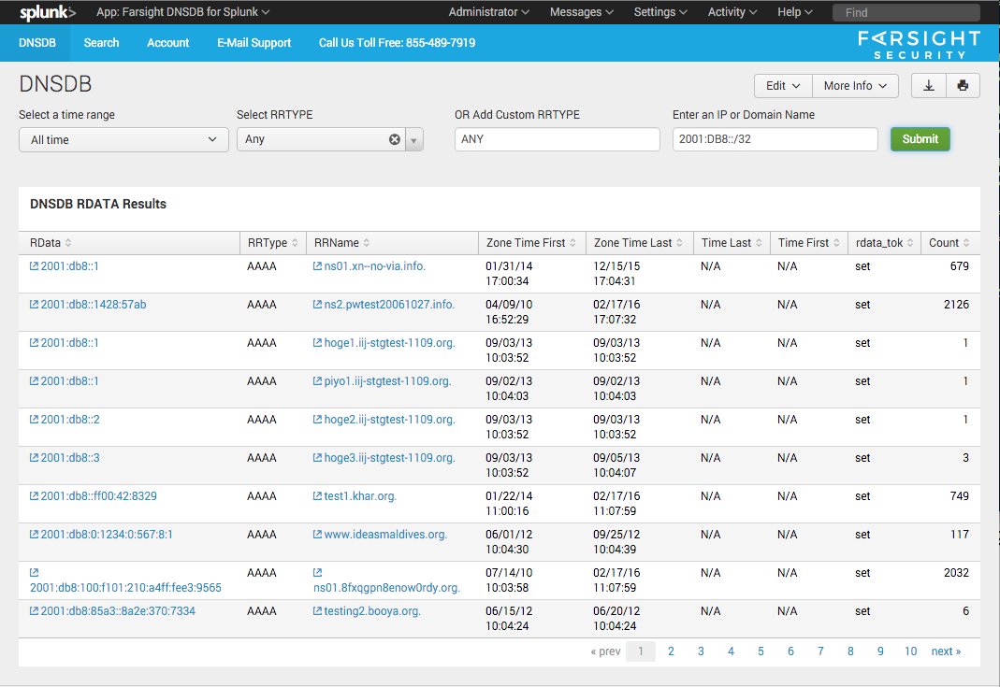 splunk> App: Farsight DNSDB for Splunk Administrator Messages Settings Activity Help Find
DNSDB Search Account E-Mail Support Call Us Toll Free: 855-489-7919 FARSIGHT
SECURITY
DNSDB Edit More Info
Select a time range Select RRTYPE OR Add Custom RRTYPE Enter an IP or Domain Name
All time Any ANY 2001:DB8::/32 Submit
DNSDB RDATA Results
RData RRType RRName Zone Time First Zone Time Last Time Last Time First rdata_tok Count
2001:db8::1 AAAA ns01.xn--no-via.info. 01/31/14 12/15/15 N/A N/A set 679
17:00:34 17:04:31
2001:db8::1428:57ab AAAA ns2.pwtest20061027.info. 04/09/10 02/17/16 N/A N/A set 2126
16:52:29 17:07:32
2001:db8::1 AAAA hoge1.iij-stgtest-1109.org. 09/03/13 09/03/13 N/A N/A set 1
10:03:52 10:03:52
2001:db8::1 AAAA piyo1.iij-stgtest-1109.org. 09/02/13 09/02/13 N/A N/A set 1
10:04:03 10:04:03
2001:db8::2 AAAA hoge2.iij-stgtest-1109.org. 09/03/13 09/03/13 N/A N/A set 1
10:03:52 10:03:52
2001:db8::3 AAAA hoge3.iij-stgtest-1109.org. 09/03/13 09/05/13 N/A N/A set 3
10:03:52 10:04:07
2001:db8::ff00:42:8329 AAAA test1.khar.org. 01/22/14 02/17/16 N/A N/A set 749
11:00:16 11:07:59
2001:db8:0:1234:0:567:8:1 AAAA www.ideasmaldives.org. 06/01/12 09/25/12 N/A N/A set 117
10:04:30 10:04:39
AAAA 07/14/10 02/17/16 N/A N/A set 2032
2001:db8:100:f101:210:a4ff:fee3:9565 ns01.8fxqgpn8enow0rdy.org. 10:03:58 11:07:59
2001:db8:85a3::8a2e:370:7334 AAAA testing2.booya.org. 06/15/12 06/20/12 N/A N/A set 6
10:04:24 10:04:24
« prev 1 2 3 4 5 6 7 8 9 10 next »